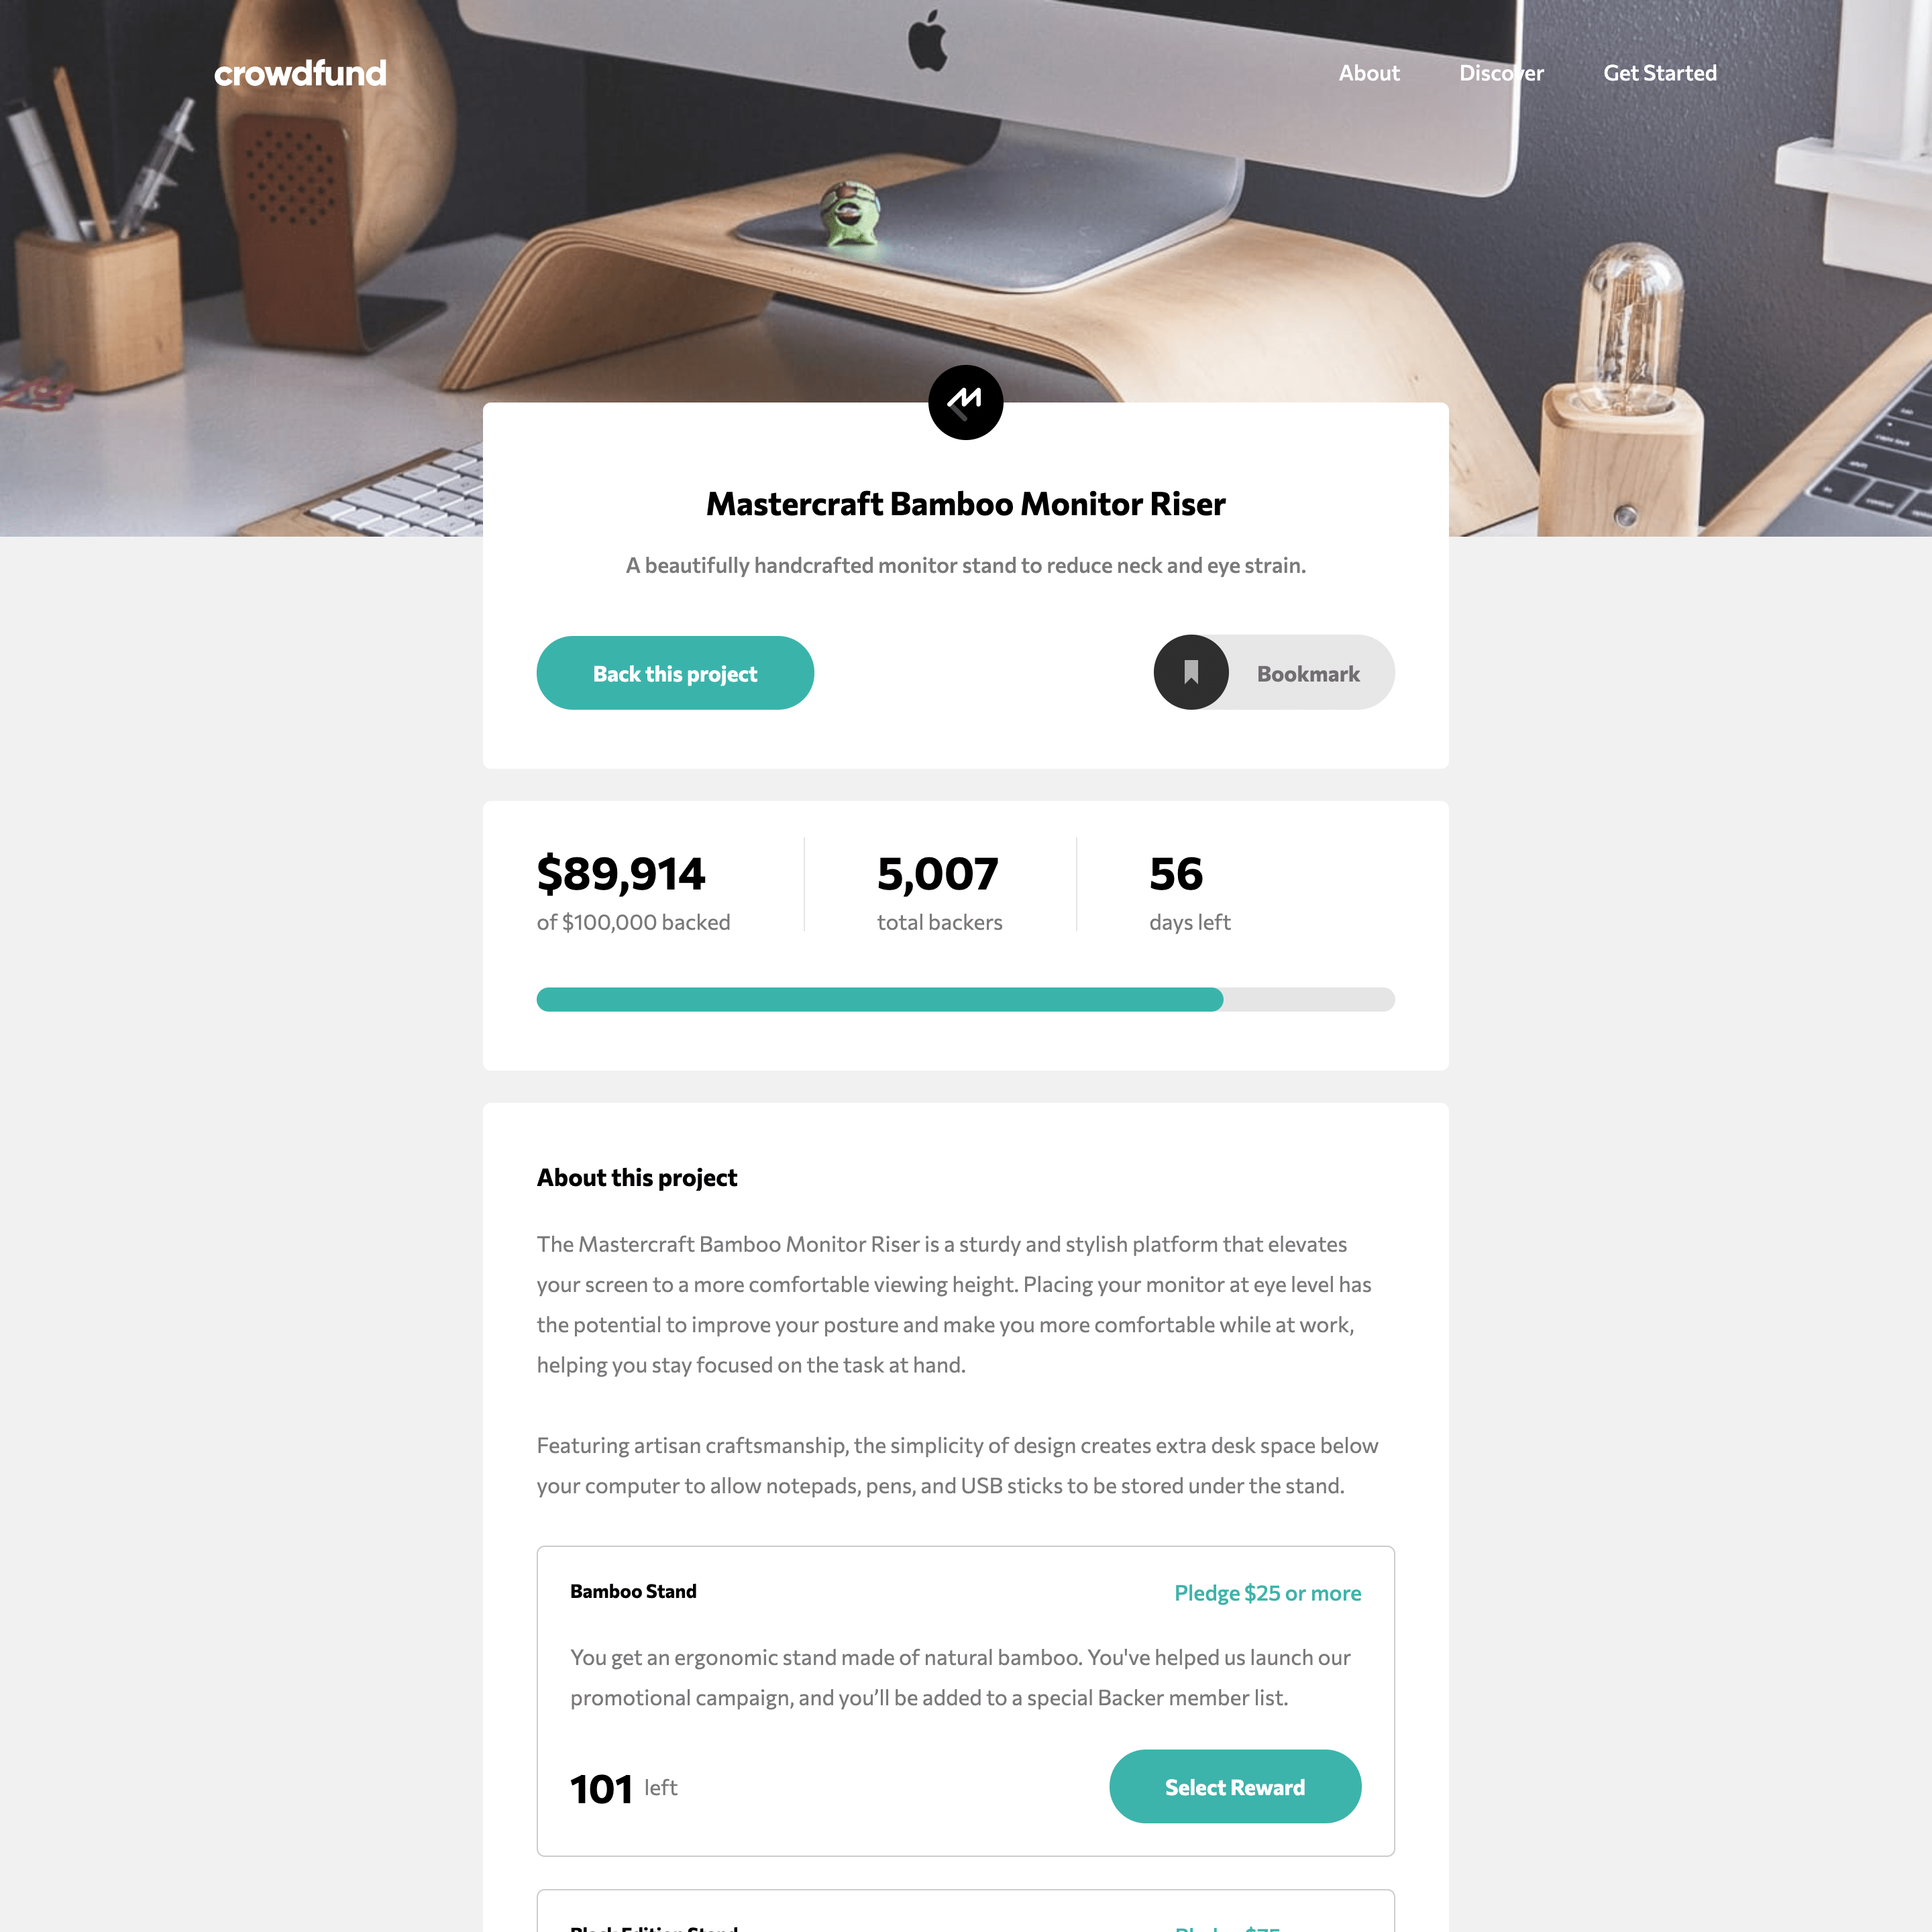 crowdfund
About
Discover
Get Started
Mastercraft Bamboo Monitor Riser
A beautifully handcrafted monitor stand to reduce neck and eye strain.
Back this project
Bookmark
$89,914
of $100,000 backed
5,007
total backers
56
days left
About this project
The Mastercraft Bamboo Monitor Riser is a sturdy and stylish platform that elevates
your screen to a more comfortable viewing height. Placing your monitor at eye level has
the potential to improve your posture and make you more comfortable while at work,
helping you stay focused on the task at hand.
Featuring artisan craftsmanship, the simplicity of design creates extra desk space below
your computer to allow notepads, pens, and USB sticks to be stored under the stand.
Bamboo Stand
Pledge $25 or more
You get an ergonomic stand made of natural bamboo. You've helped us launch our
promotional campaign, and you’ll be added to a special Backer member list.
101 left
Select Reward